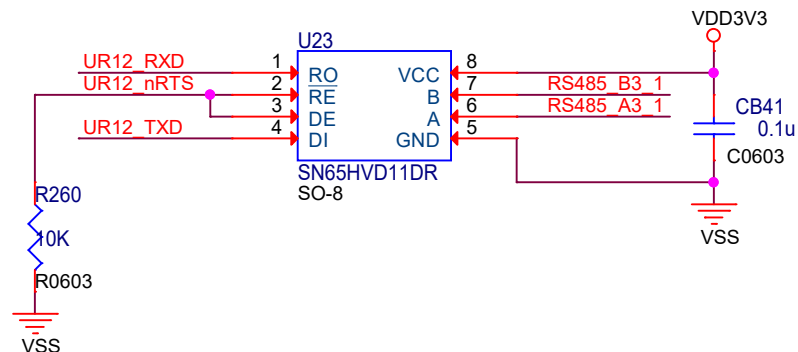 VDD3V3
U23
UR12_RXD 1 RO VCC 8
UR12_nRTS 2 RE B 7 RS485_B3_1
3 DE A 6 RS485_A3_1
UR12_TXD 4 DI GND 5
CB41
0.1u
C0603
SN65HVD11DR
SO-8
R260
10K
R0603
VSS
VSS